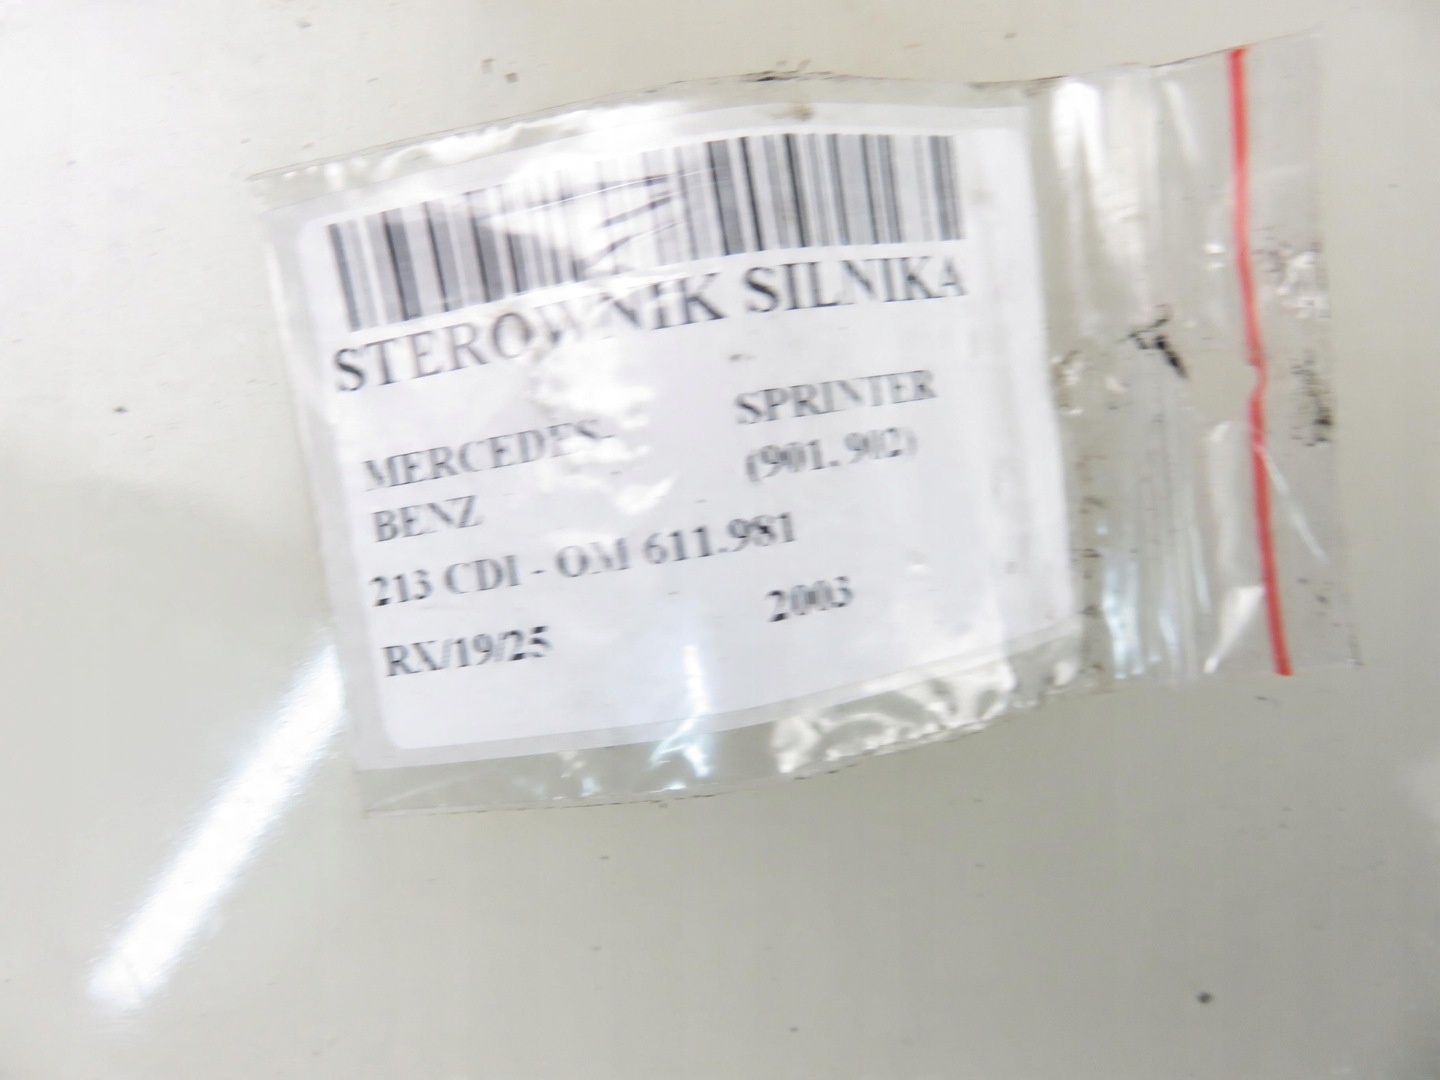 STEROWNIK SILNIKA
MERCEDES-
BENZ
SPRINTER
(901, 902)
213 CDI - OM 611.981
RX/19/25
2003